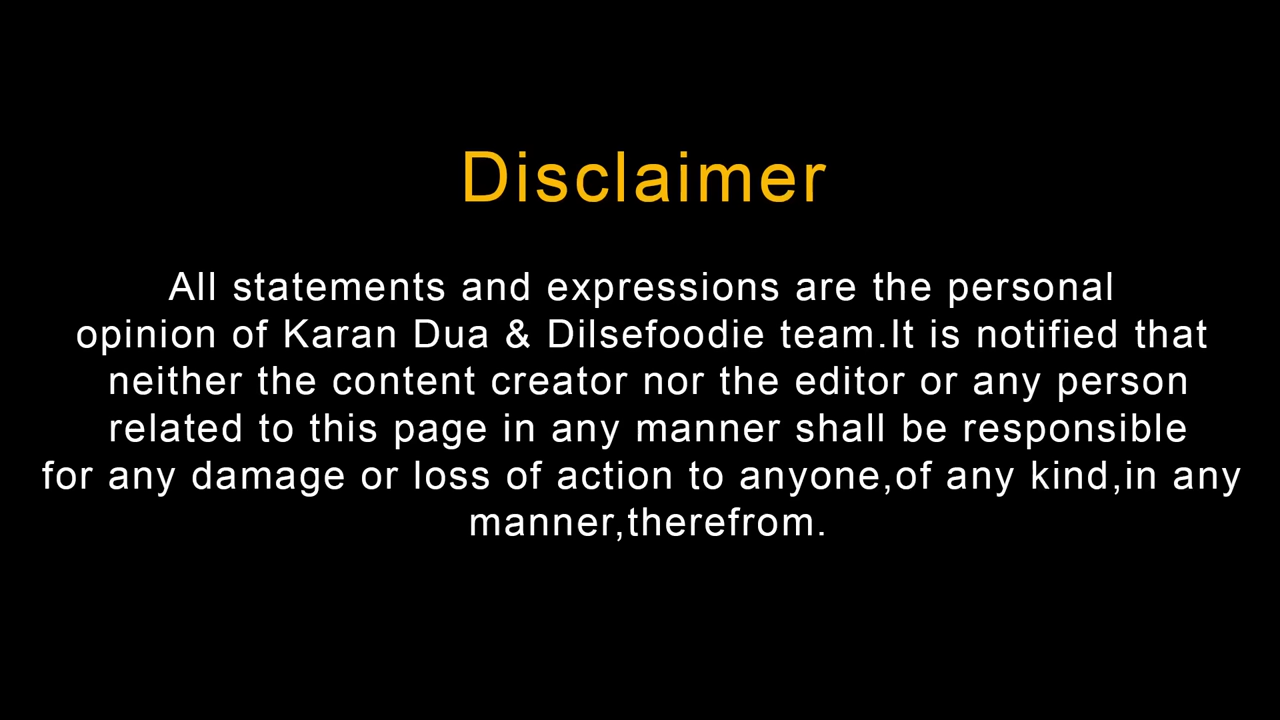 Disclaimer
All statements and expressions are the personal
opinion of Karan Dua & Dilsefoodie team.It is notified that
neither the content creator nor the editor or any person
related to this page in any manner shall be responsible
for any damage or loss of action to anyone,of any kind,in any
manner,therefrom.